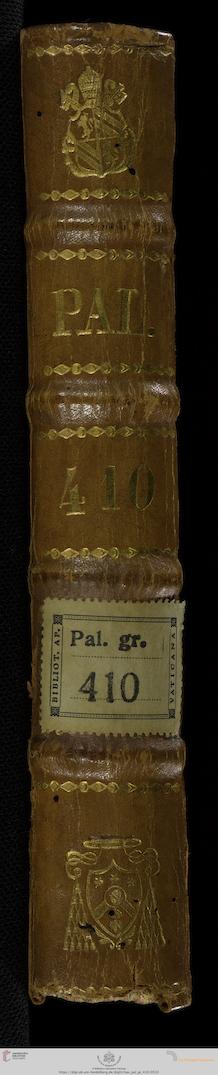 PAL.
410
BIBLIOT. AP.
Pal. gr.
410
VATICANA